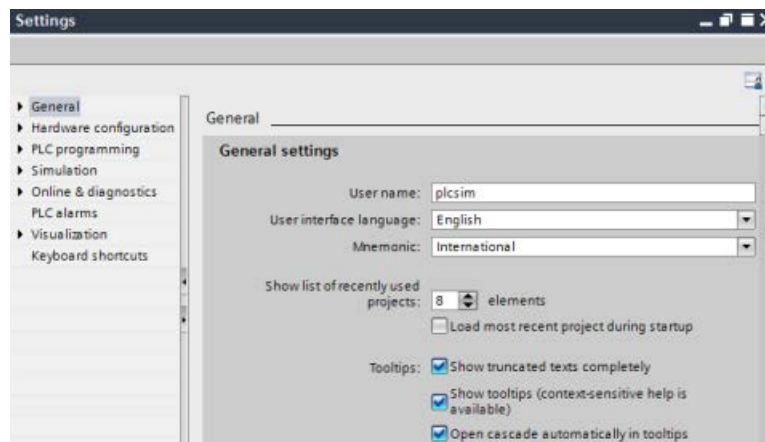 Settings
General
Hardware configuration
PLC programming
Simulation
Online & diagnostics
PLC alarms
Visualization
Keyboard shortcuts
General
General settings
User name: plcsim
User interface language: English
Mnemonic: International
Show list of recently used
projects: 8 elements
Load most recent project during startup
Tooltips: Show truncated texts completely
Show tooltips (context-sensitive help is
available)
Open cascade automatically in tooltips